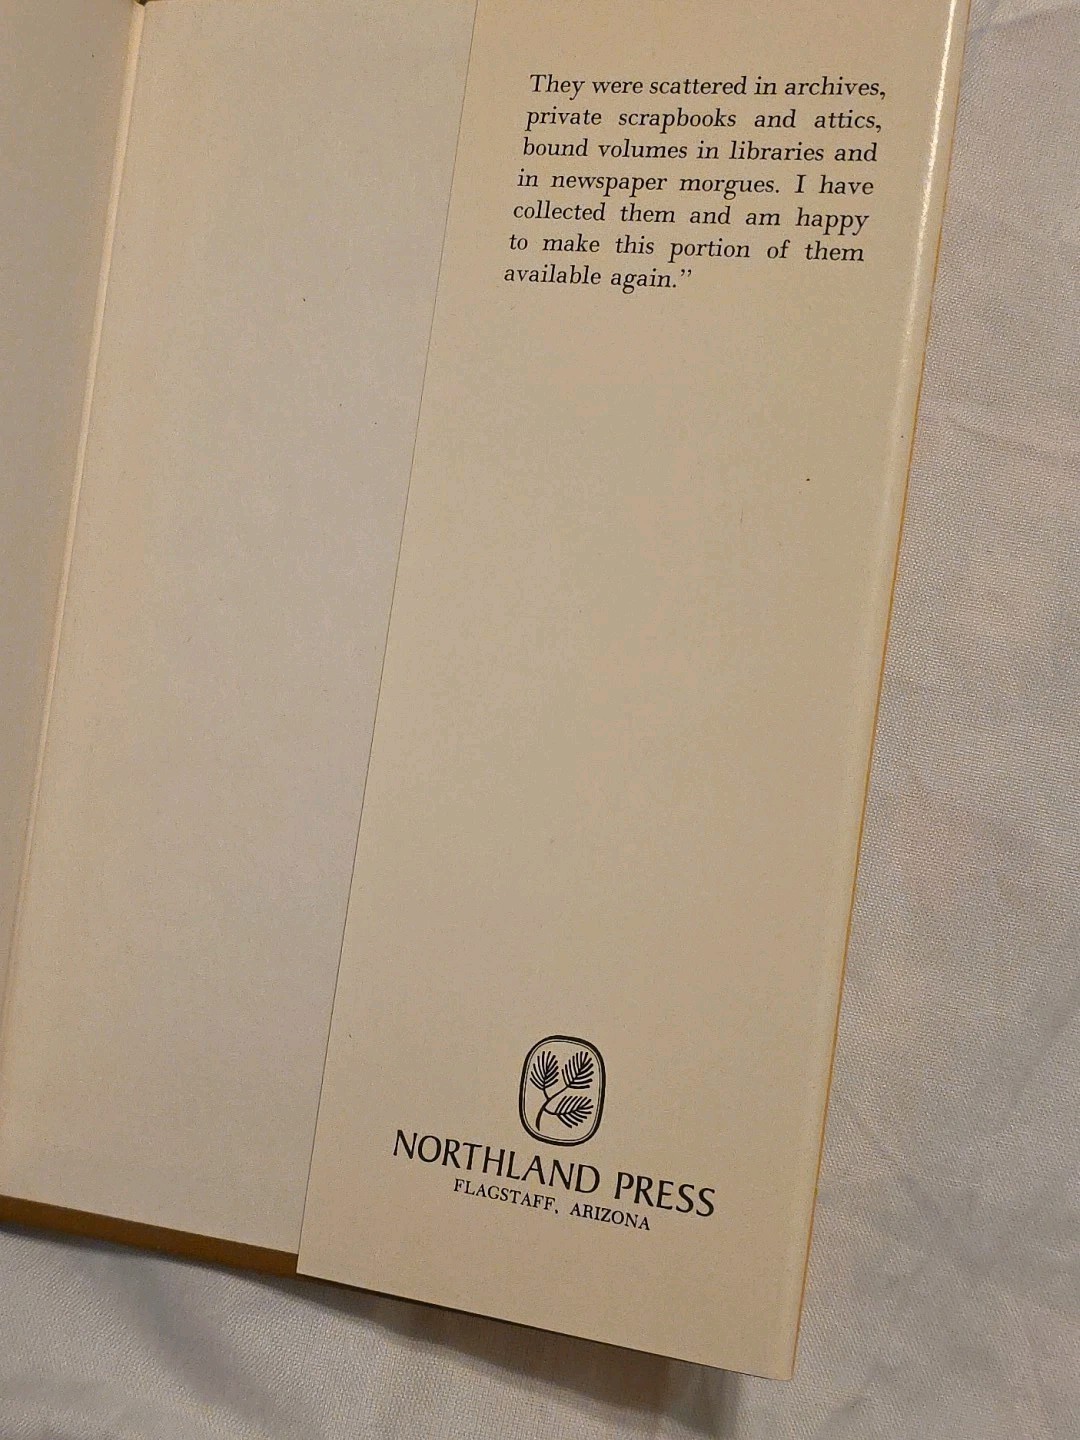 They were scattered in archives,
private scrapbooks and attics,
bound volumes in libraries and
in newspaper morgues. I have
collected them and am happy
to make this portion of them
available again.”
NORTHLAND PRESS
FLAGSTAFF, ARIZONA